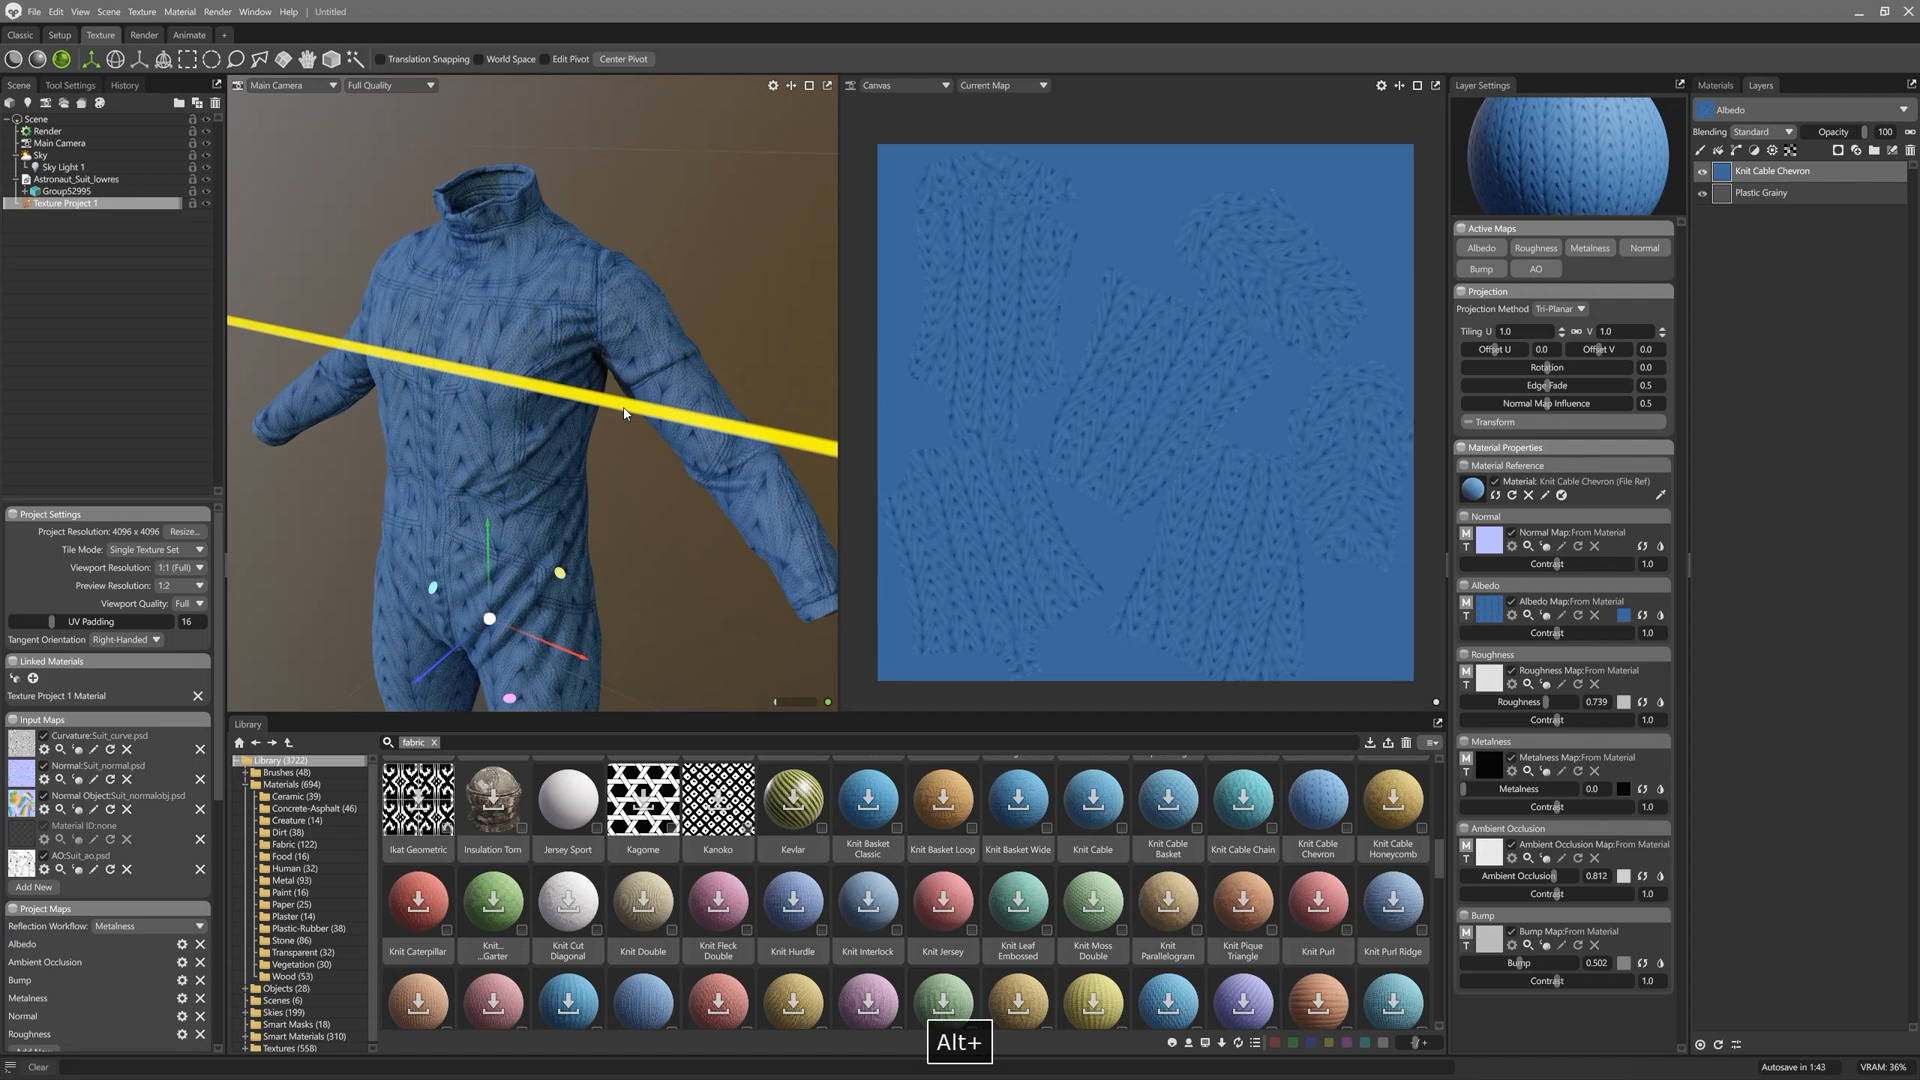 File Edit View Scene Texture Material Render Window Help Untitled
Classic Setup Texture Render Animate +
Translation Snapping World Space Edit Pivot Center Pivot
Scene Tool Settings History
Scene
Render
Main Camera
Sky
Sky Light 1
Astronaut_Suit_lowres
Group52995
Texture Project 1
Project Settings
Project Resolution: 4096 x 4096 Resize...
Tile Mode: Single Texture Set
Viewport Resolution: 1:1 (Full)
Preview Resolution: 1:2
Viewport Quality: Full
UV Padding 16
Tangent Orientation Right-Handed
Linked Materials
Texture Project 1 Material
Input Maps
Curvature:Suit_curve.psd
Normal:Suit_normal.psd
Normal Object:Suit_normalobj.psd
Material ID:none
AO:Suit_ao.psd
Add New
Project Maps
Reflection Workflow: Metalness
Albedo
Ambient Occlusion
Bump
Metalness
Normal
Roughness
Add New
Clear
Main Camera Full Quality
Canvas Current Map
Library
fabric X
Library (3722)
Brushes (48)
Materials (694)
Ceramic (39)
Concrete-Asphalt (46)
Creature (14)
Dirt (38)
Fabric (122)
Food (16)
Human (32)
Metal (93)
Paint (16)
Paper (25)
Plaster (14)
Plastic-Rubber (38)
Stone (86)
Transparent (32)
Vegetation (30)
Wood (53)
Objects (28)
Scenes (6)
Skies (199)
Smart Masks (18)
Smart Materials (310)
Textures (558)
Ikat Geometric
Insulation Torn
Jersey Sport
Kagome
Kanoko
Kevlar
Knit Basket Classic
Knit Basket Loop
Knit Basket Wide
Knit Cable
Knit Cable Basket
Knit Cable Chain
Knit Cable Chevron
Knit Cable Honeycomb
Knit Caterpillar
Knit... ...Garter
Knit Cut Diagonal
Knit Double
Knit Fleck Double
Knit Hurdle
Knit Interlock
Knit Jersey
Knit Leaf Embossed
Knit Moss Double
Knit Parallelogram
Knit Pique Triangle
Knit Purl
Knit Purl Ridge
Alt+
Layer Settings
Active Maps
Albedo Roughness Metalness Normal
Bump AO
Projection
Projection Method Tri-Planar
Tiling U 1.0 V 1.0
Offset U 0.0 Offset V 0.0
Rotation 0.0
Edge Fade 0.5
Normal Map Influence 0.5
Transform
Material Properties
Material Reference
Material: Knit Cable Chevron (File Ref)
Normal
M
T
Normal Map:From Material
Contrast 1.0
Albedo
M
T
Albedo Map:From Material
Contrast 1.0
Roughness
M
T
Roughness Map:From Material
Roughness 0.739
Contrast 1.0
Metalness
M
T
Metalness Map:From Material
Metalness 0.0
Contrast 1.0
Ambient Occlusion
M
T
Ambient Occlusion Map:From Material
Ambient Occlusion 0.812
Contrast 1.0
Bump
M
T
Bump Map:From Material
Bump 0.502
Contrast 1.0
Materials Layers
Albedo
Blending Standard Opacity 100
Knit Cable Chevron
Plastic Grainy
Autosave in 1:43 VRAM: 36%